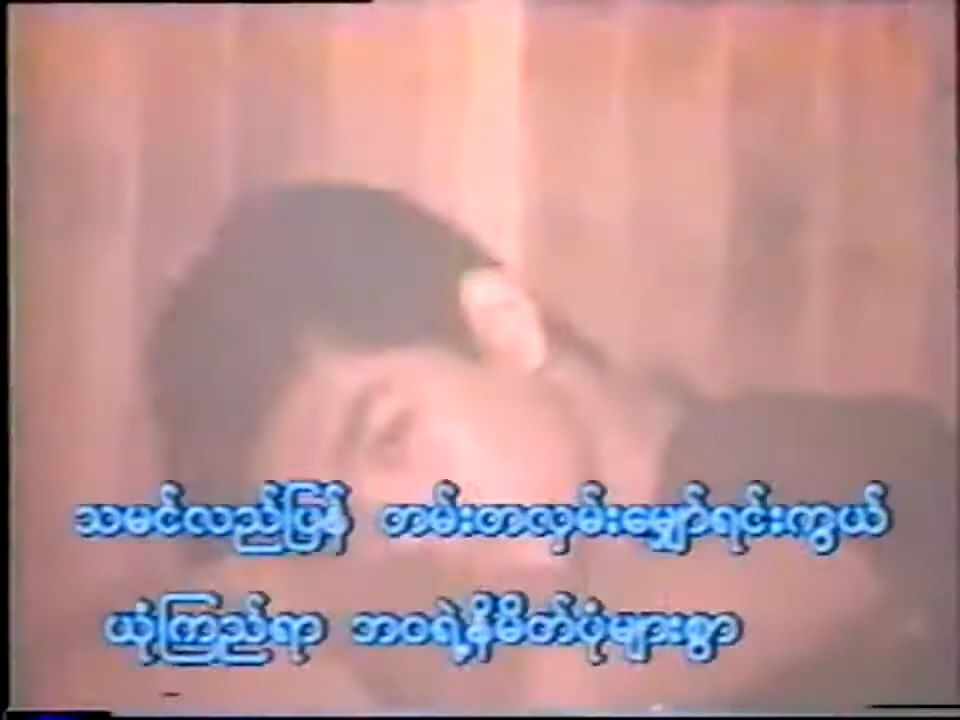 သမင်လည်ပြန် တမ်းတလှမ်းမျှော်ရင်းကွယ်
ယုံကြည်ရာ ဘဝရဲ့နိမိတ်ပုံများစွာ